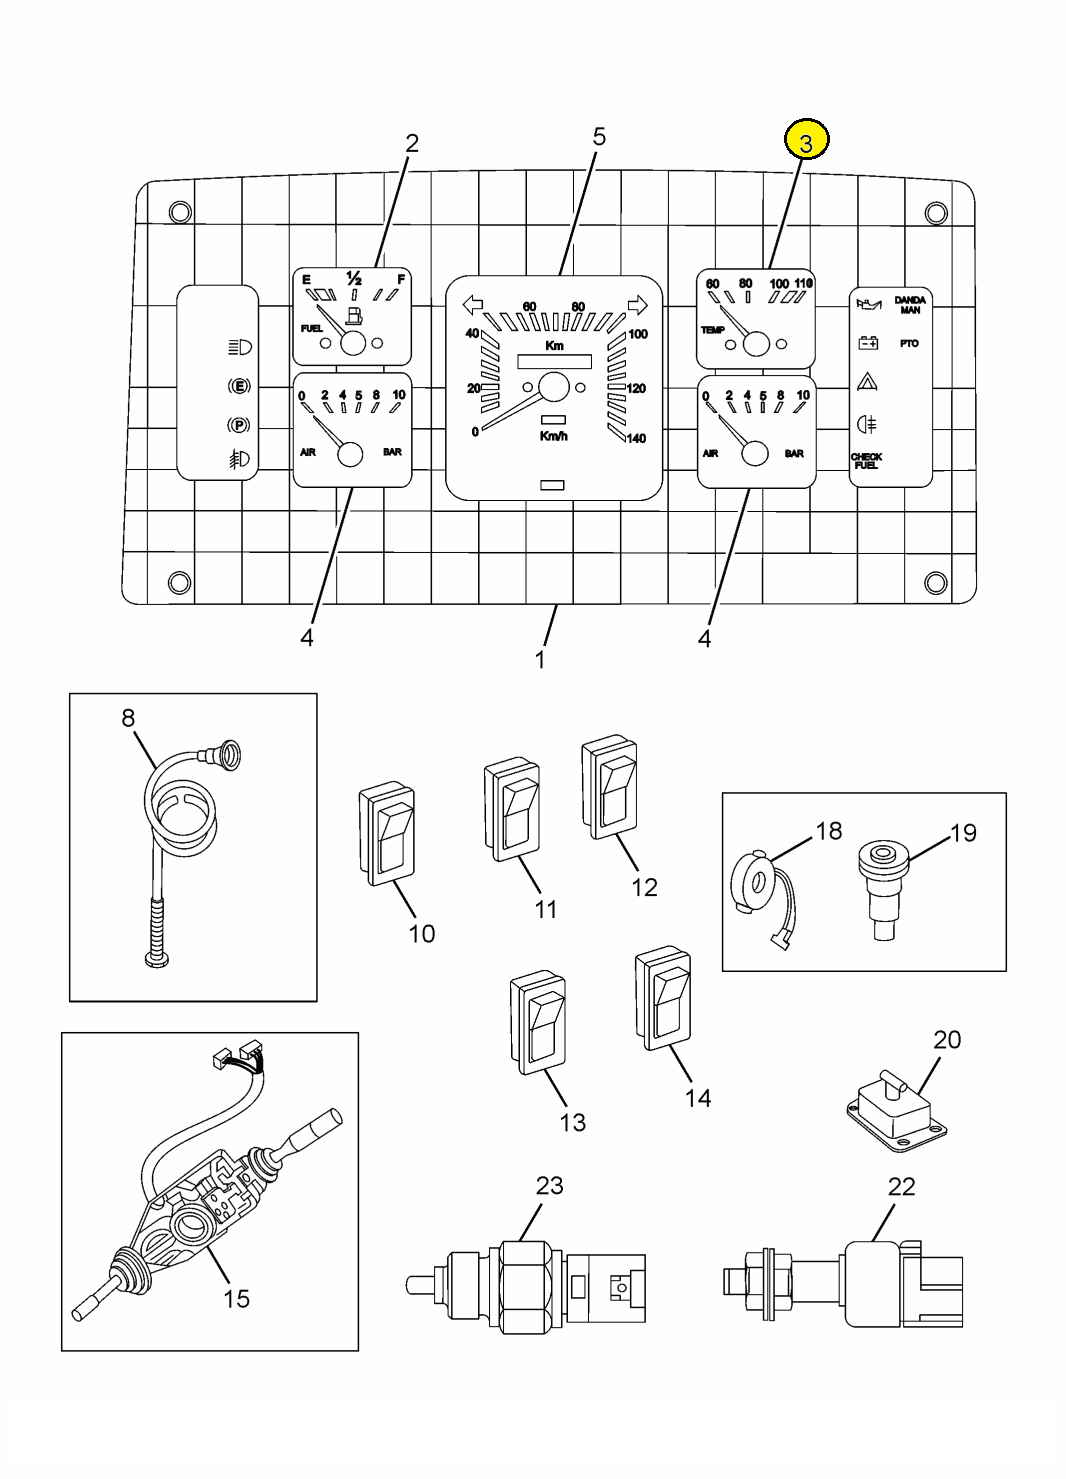 2
5
3
E ½ F
FUEL
60 80
40 100
Km
20 120
0 Km/h 140
60 80 100 110
TEMP
DANDA
MAN
PTO
CHECK
FUEL
E
P
0 2 4 5 8 10
AIR BAR
0 2 4 5 8 10
AIR BAR
4
1
4
8
10
11
12
18
19
13
14
20
15
23
22